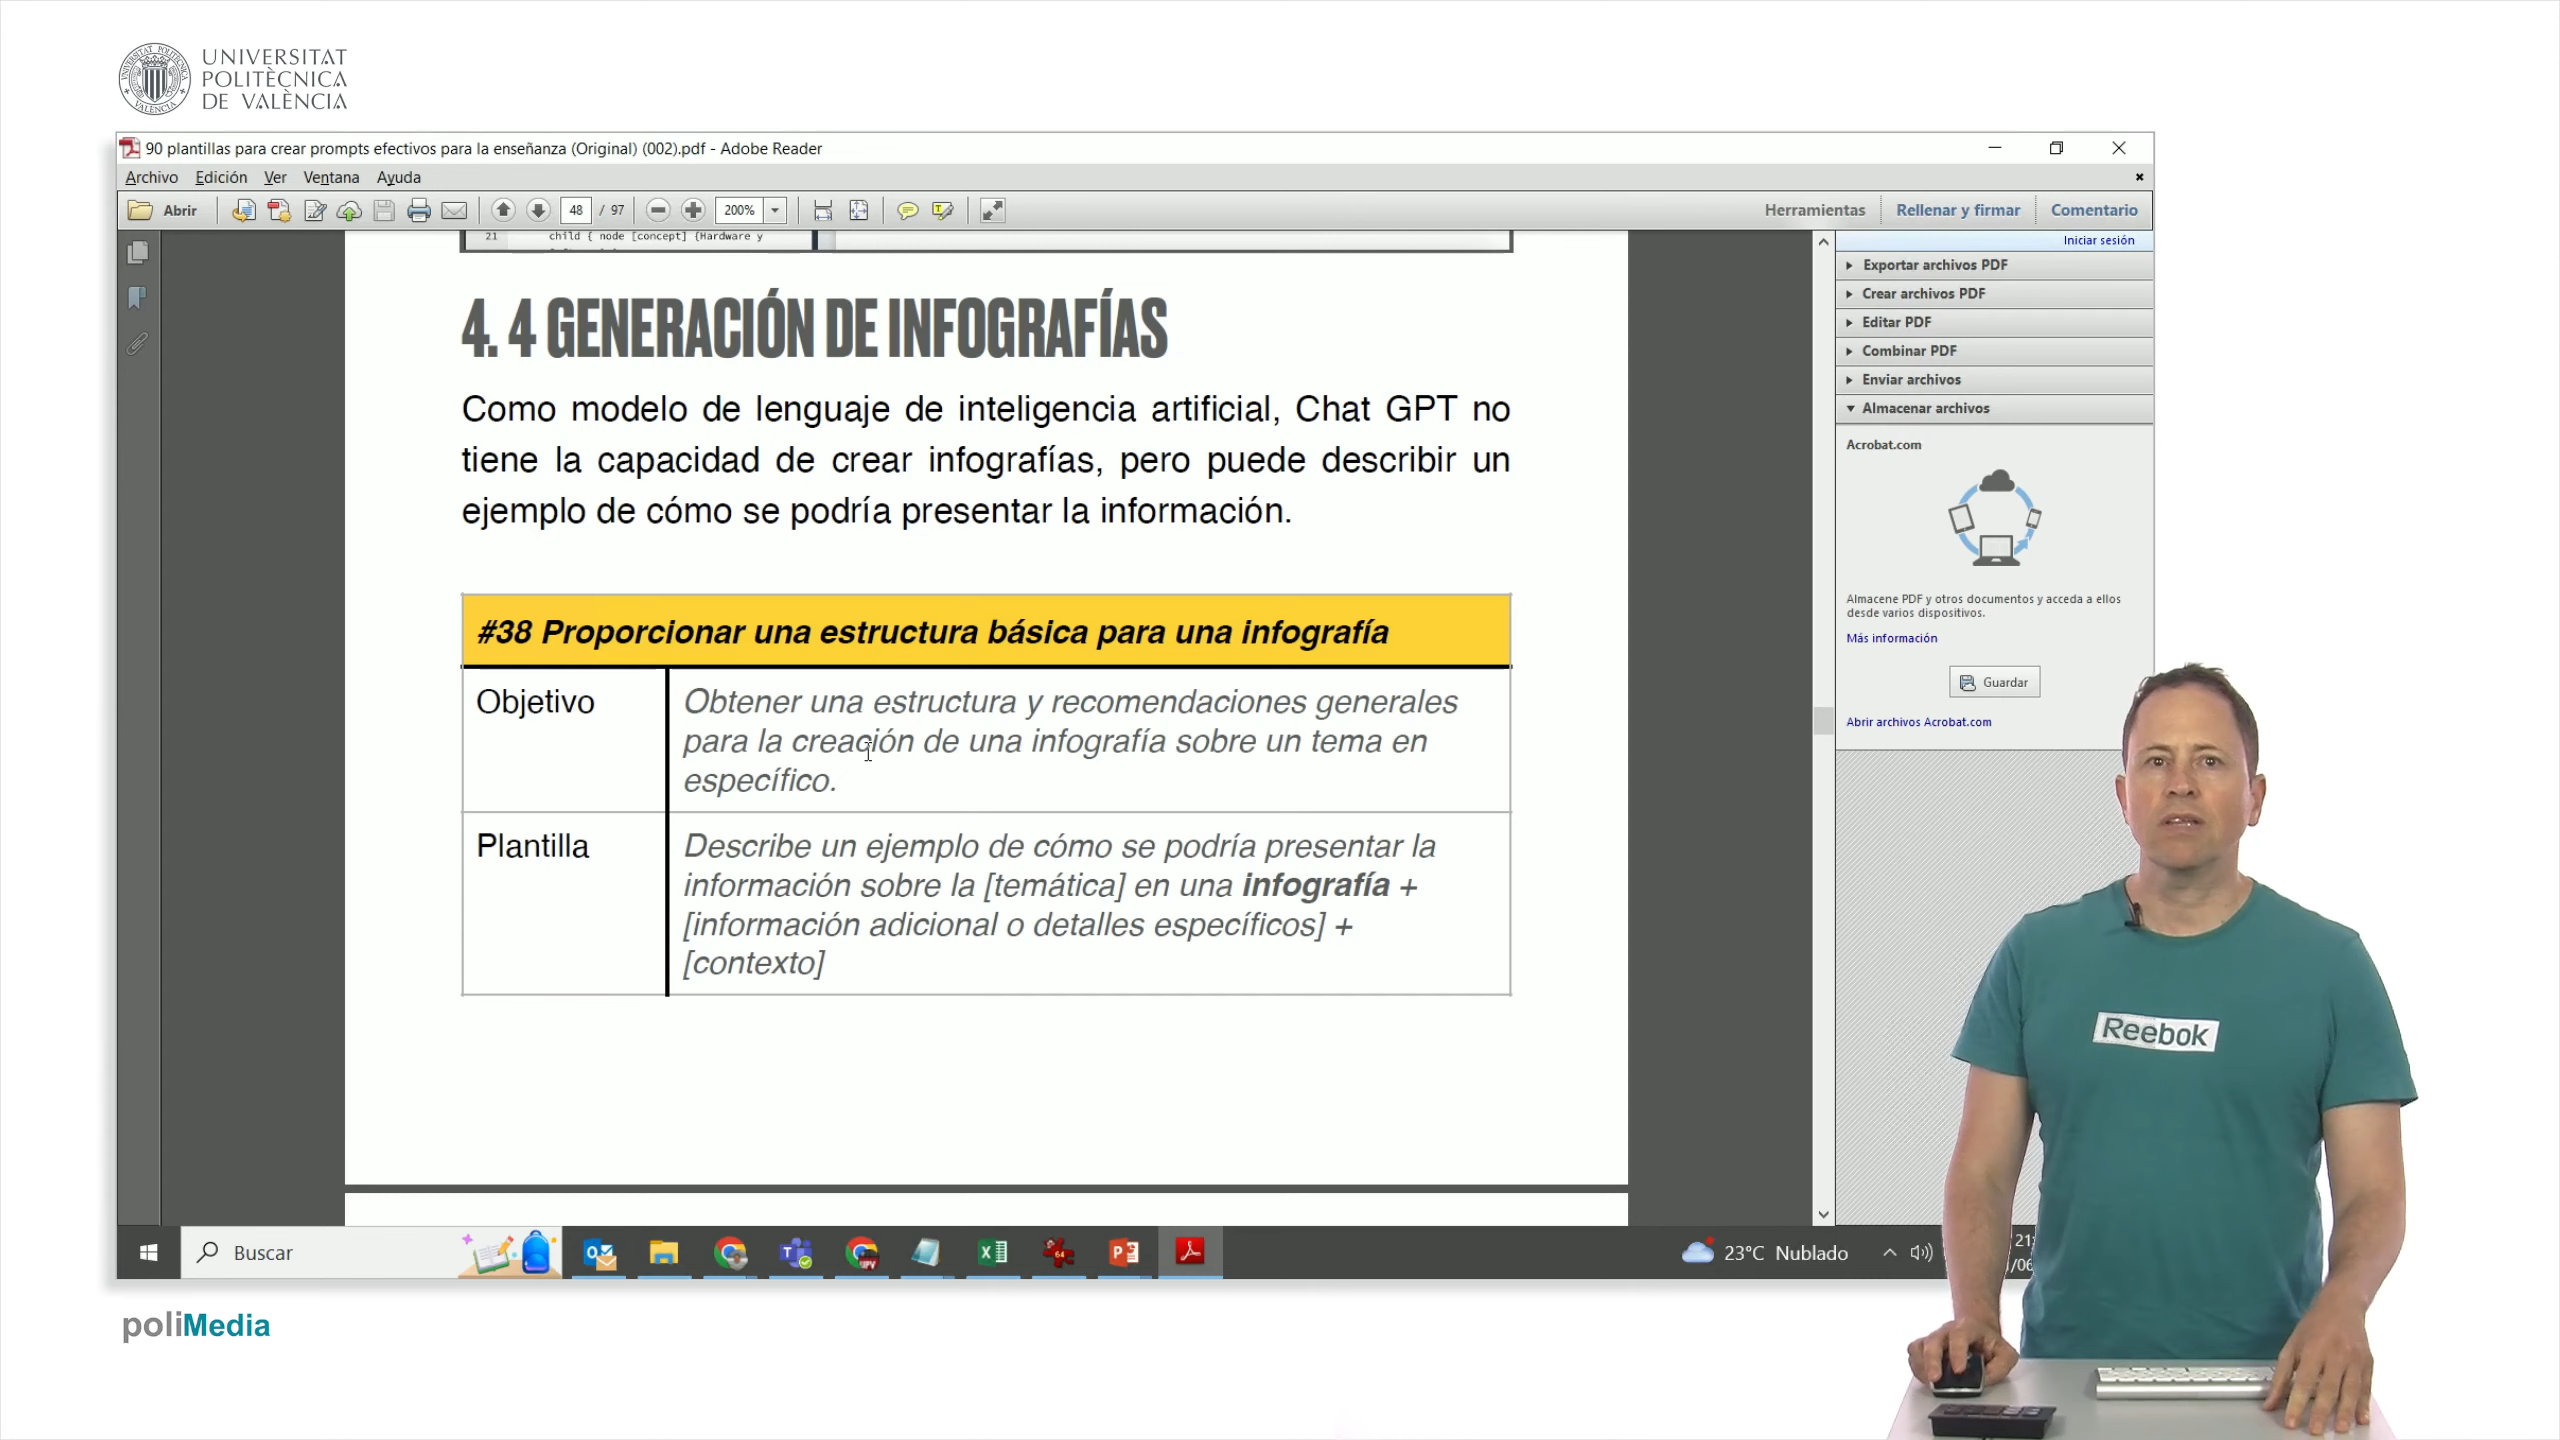 UNIVERSITAT
POLITÈCNICA
DE VALÈNCIA
90 plantillas para crear prompts efectivos para la enseñanza (Original) (002).pdf - Adobe Reader
Archivo Edición Ver Ventana Ayuda
Abrir 48 / 97 200% Herramientas Rellenar y firmar Comentario
Iniciar sesión
Exportar archivos PDF
Crear archivos PDF
Editar PDF
Combinar PDF
Enviar archivos
Almacenar archivos
Acrobat.com
Almacene PDF y otros documentos y acceda a ellos
desde varios dispositivos.
Más información
Guardar
Abrir archivos Acrobat.com
21 child { node [concept] {Hardware y
4. 4 GENERACIÓN DE INFOGRAFÍAS
Como modelo de lenguaje de inteligencia artificial, Chat GPT no
tiene la capacidad de crear infografías, pero puede describir un
ejemplo de cómo se podría presentar la información.
#38 Proporcionar una estructura básica para una infografía
Objetivo
Obtener una estructura y recomendaciones generales
para la creación de una infografía sobre un tema en
específico.
Plantilla
Describe un ejemplo de cómo se podría presentar la
información sobre la [temática] en una infografía +
[información adicional o detalles específicos] +
[contexto]
Reebok
Buscar
23°C Nublado
poliMedia